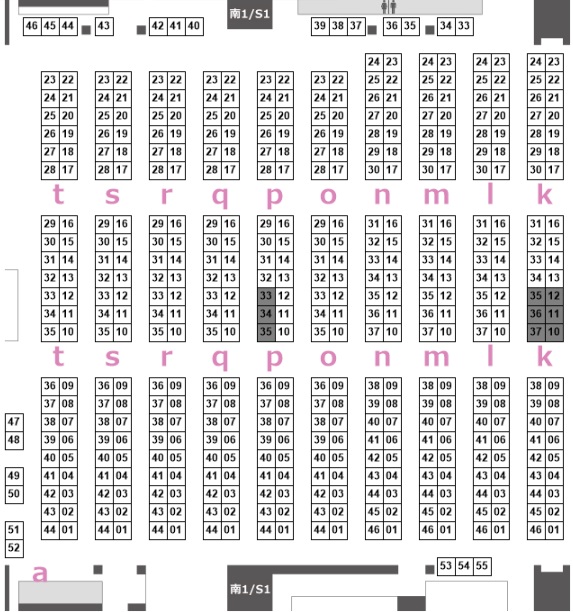 南1/S1
46 45 44 43 42 41 40 39 38 37 36 35 34 33
24 23 24 23 24 23 24 23
23 22 23 22 23 22 23 22 23 22 23 22 25 22 25 22 25 22 25 22
24 21 24 21 24 21 24 21 24 21 24 21 26 21 26 21 26 21 26 21
25 20 25 20 25 20 25 20 25 20 25 20 27 20 27 20 27 20 27 20
26 19 26 19 26 19 26 19 26 19 26 19 28 19 28 19 28 19 28 19
27 18 27 18 27 18 27 18 27 18 27 18 29 18 29 18 29 18 29 18
28 17 28 17 28 17 28 17 28 17 28 17 30 17 30 17 30 17 30 17
t s r q p o n m l k
29 16 29 16 29 16 29 16 29 16 29 16 31 16 31 16 31 16 31 16
30 15 30 15 30 15 30 15 30 15 30 15 32 15 32 15 32 15 32 15
31 14 31 14 31 14 31 14 31 14 31 14 33 14 33 14 33 14 33 14
32 13 32 13 32 13 32 13 32 13 32 13 34 13 34 13 34 13 34 13
33 12 33 12 33 12 33 12 33 12 33 12 35 12 35 12 35 12 35 12
34 11 34 11 34 11 34 11 34 11 34 11 36 11 36 11 36 11 36 11
35 10 35 10 35 10 35 10 35 10 35 10 37 10 37 10 37 10 37 10
t s r q p o n m l k
36 09 36 09 36 09 36 09 36 09 36 09 38 09 38 09 38 09 38 09
37 08 37 08 37 08 37 08 37 08 37 08 39 08 39 08 39 08 39 08
47 38 07 38 07 38 07 38 07 38 07 38 07 40 07 40 07 40 07 40 07
48 39 06 39 06 39 06 39 06 39 06 39 06 41 06 41 06 41 06 41 06
40 05 40 05 40 05 40 05 40 05 40 05 42 05 42 05 42 05 42 05
49 41 04 41 04 41 04 41 04 41 04 41 04 43 04 43 04 43 04 43 04
50 42 03 42 03 42 03 42 03 42 03 42 03 44 03 44 03 44 03 44 03
43 02 43 02 43 02 43 02 43 02 43 02 45 02 45 02 45 02 45 02
51 44 01 44 01 44 01 44 01 44 01 44 01 46 01 46 01 46 01 46 01
52
53 54 55
a
南1/S1